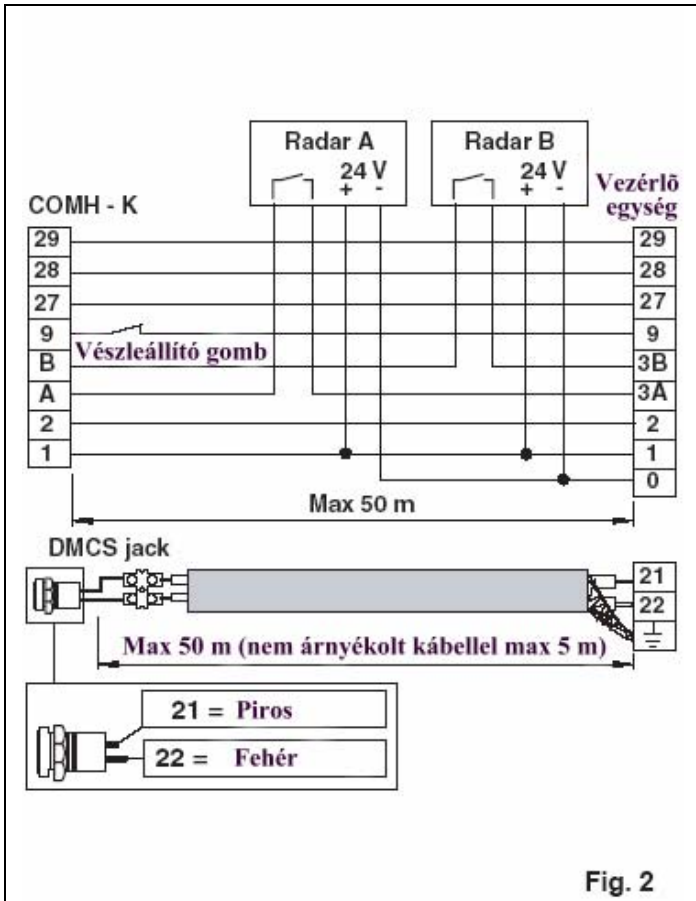 Radar A
24 V
+ -
Radar B
24 V
+ -
COMH - K
Vezérlõ
egység
29 29
28 28
27 27
9 9
Vészleállító gomb
B 3B
A 3A
2 2
1 1
0
Max 50 m
DMCS jack
21
22
Max 50 m (nem árnyékolt kábellel max 5 m)
21 = Piros
22 = Fehér
Fig. 2